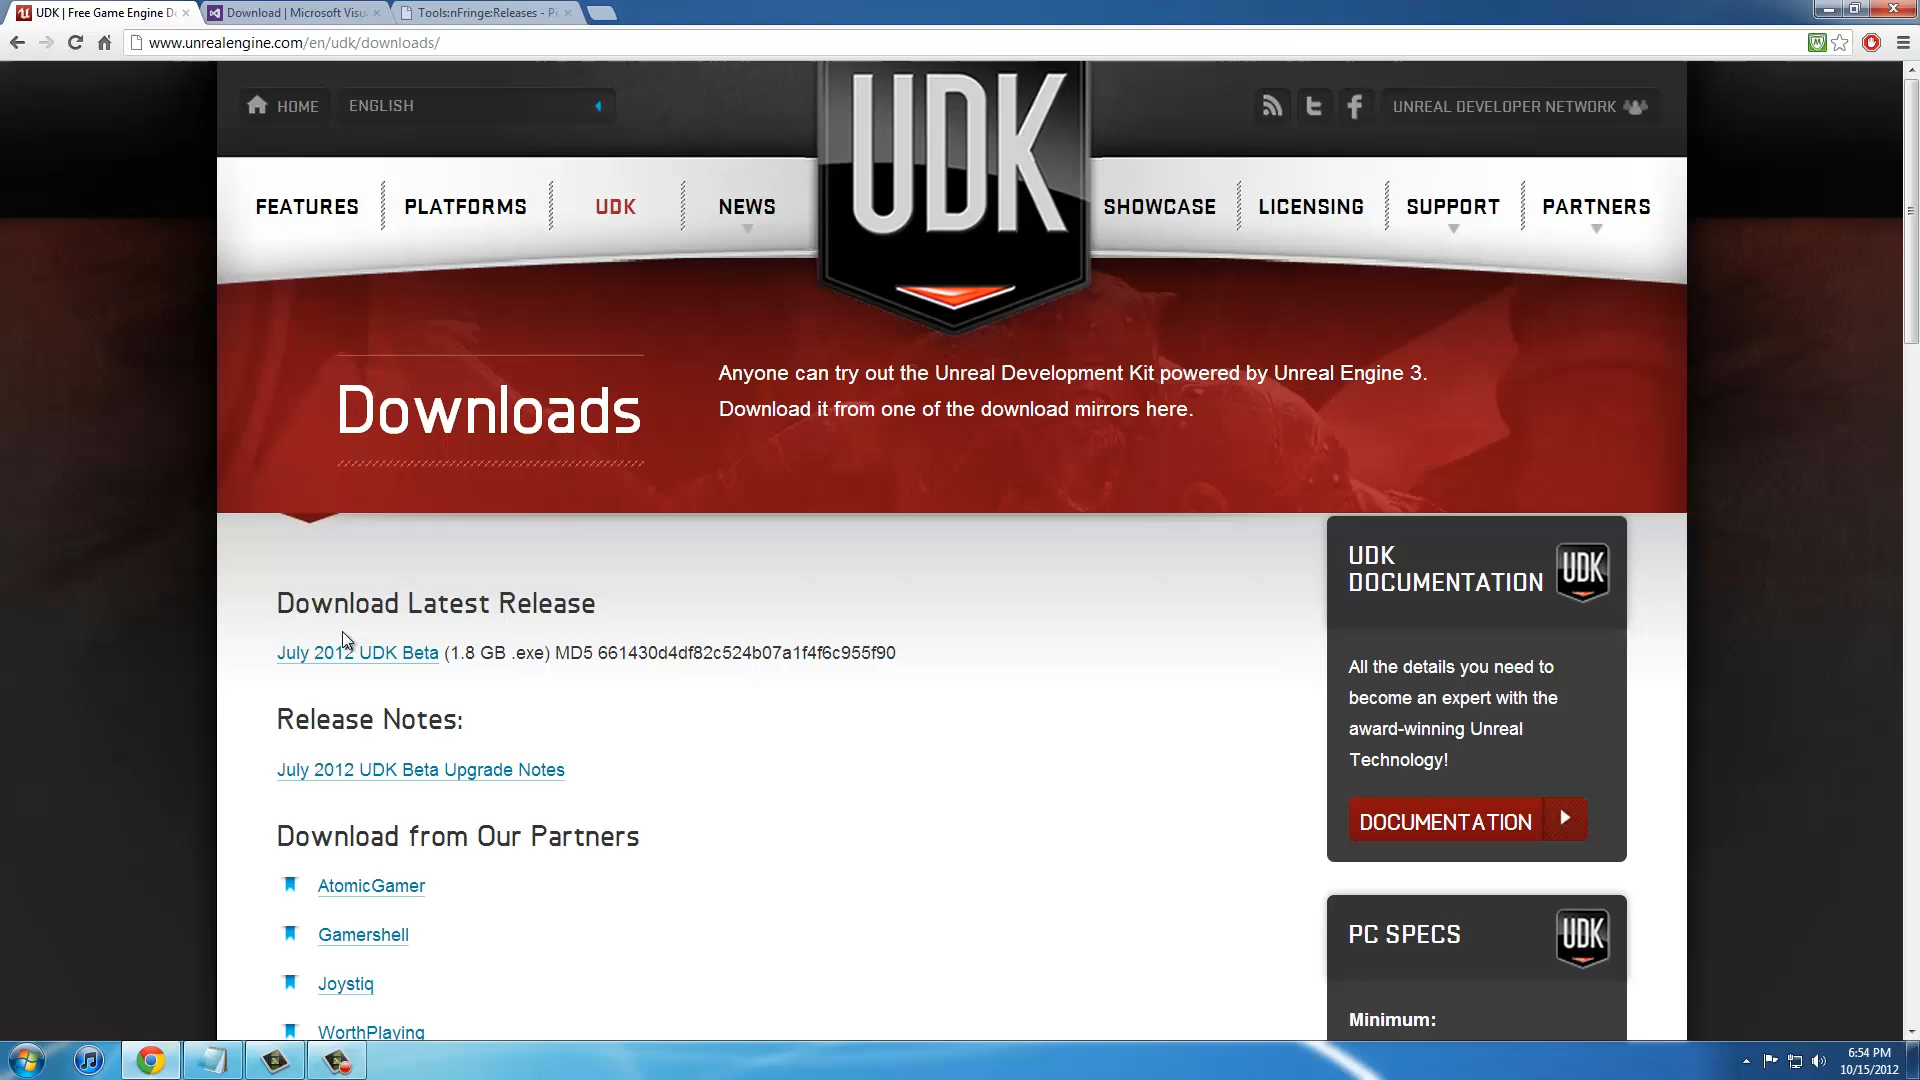 UDK | Free Game Engine D
Download | Microsoft Visu
Tools:nFringe:Releases - P
www.unrealengine.com/en/udk/downloads/
HOME
ENGLISH
UDK
UNREAL DEVELOPER NETWORK
FEATURES
PLATFORMS
UDK
NEWS
SHOWCASE
LICENSING
SUPPORT
PARTNERS
Downloads
Anyone can try out the Unreal Development Kit powered by Unreal Engine 3.
Download it from one of the download mirrors here.
Download Latest Release
July 2012 UDK Beta (1.8 GB .exe) MD5 661430d4df82c524b07a1f4f6c955f90
Release Notes:
July 2012 UDK Beta Upgrade Notes
Download from Our Partners
AtomicGamer
Gamershell
Joystiq
WorthPlaying
UDK
DOCUMENTATION
UDK
All the details you need to
become an expert with the
award-winning Unreal
Technology!
DOCUMENTATION
PC SPECS
UDK
Minimum:
6:54 PM
10/15/2012